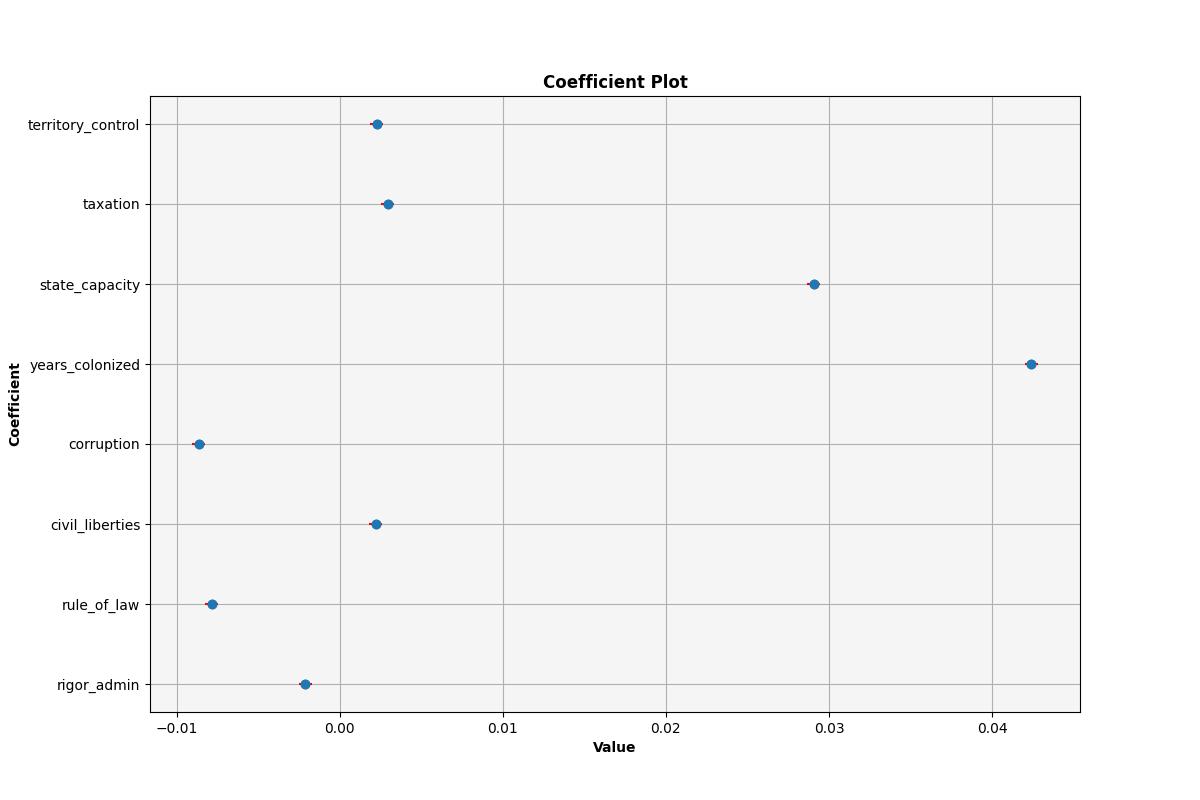 Coefficient Plot
territory_control
taxation
state_capacity
years_colonized
corruption
civil_liberties
rule_of_law
rigor_admin
Coefficient
−0.01 0.00 0.01 0.02 0.03 0.04
Value